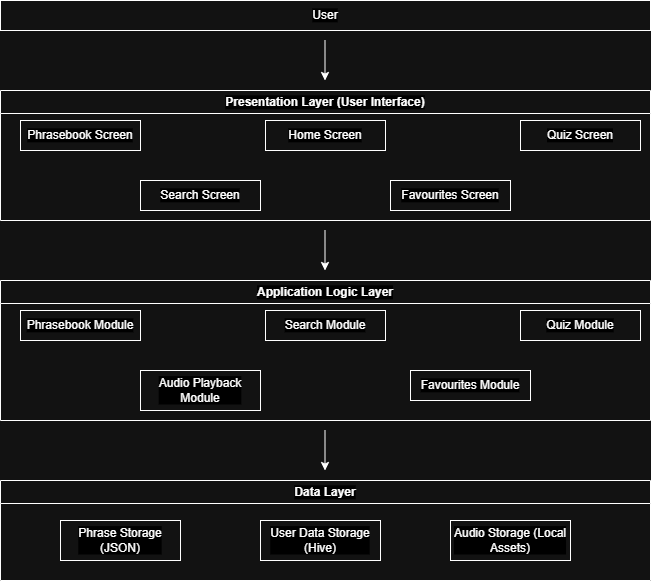 User
Presentation Layer (User Interface)
Phrasebook Screen
Home Screen
Quiz Screen
Search Screen
Favourites Screen
Application Logic Layer
Phrasebook Module
Search Module
Quiz Module
Audio Playback
Module
Favourites Module
Data Layer
Phrase Storage
(JSON)
User Data Storage
(Hive)
Audio Storage (Local
Assets)